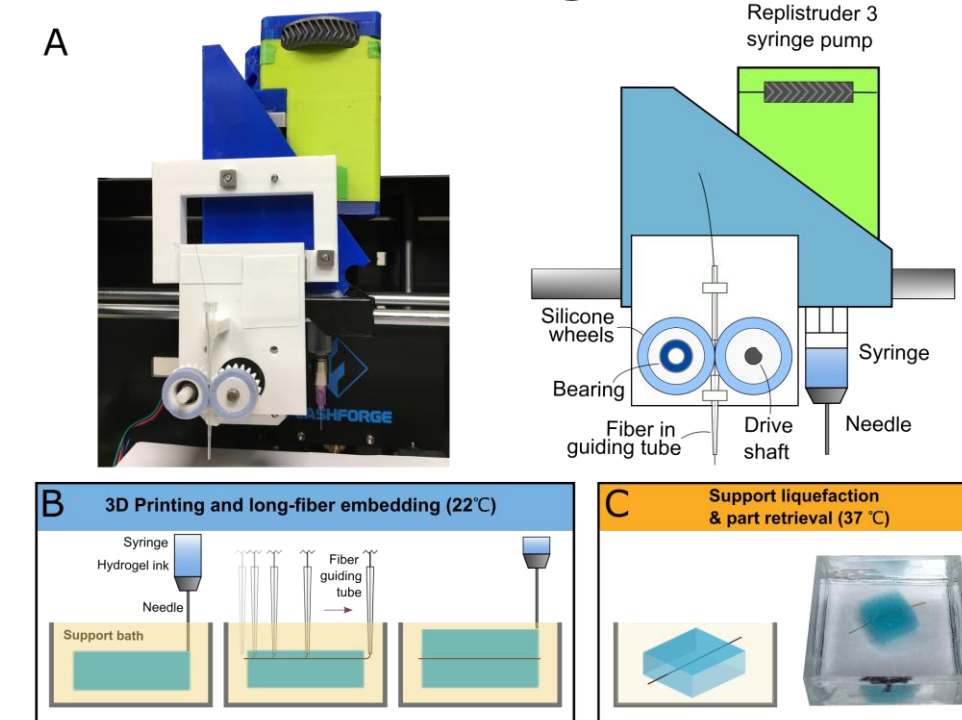 A
ASHFORGE
Replistruder 3
syringe pump
Silicone
wheels
Bearing
Fiber in
guiding tube
Drive
shaft
Syringe
Needle
B
3D Printing and long-fiber embedding (22℃)
Syringe
Hydrogel ink
Needle
Support bath
Fiber
guiding
tube
C
Support liquefaction
& part retrieval (37 ℃)